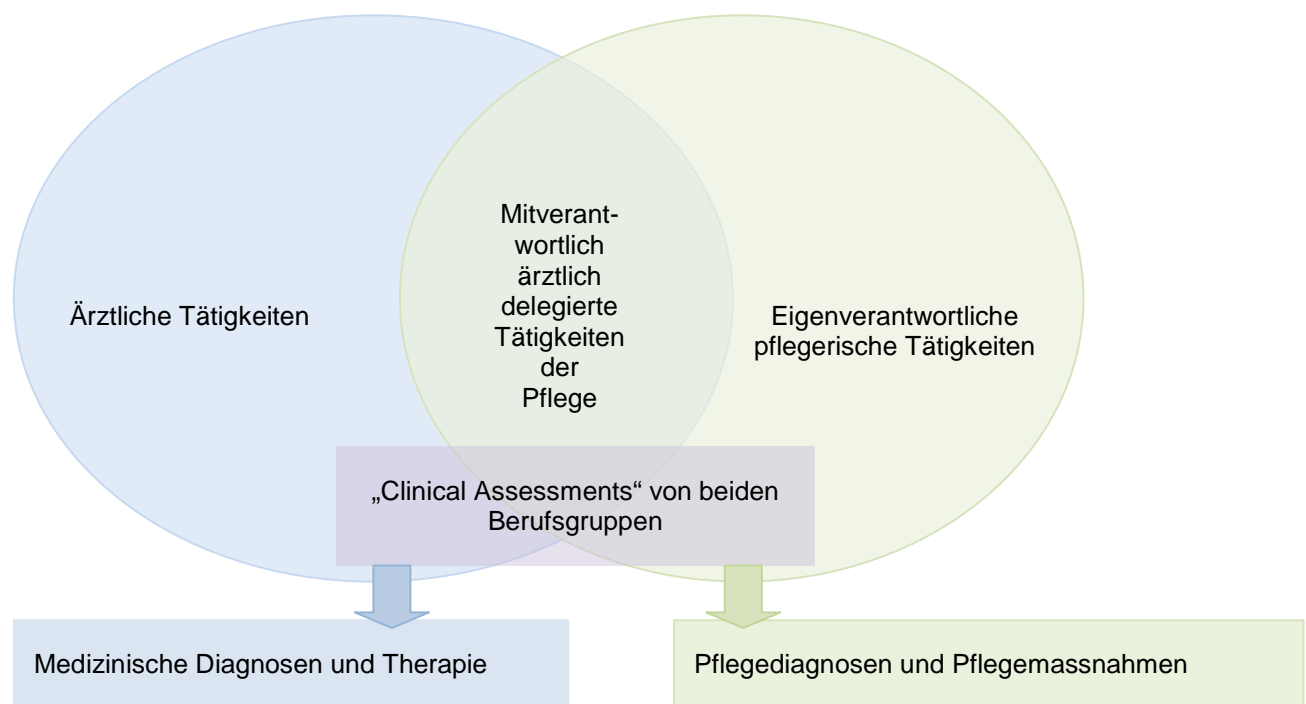 Mitverant-
wortlich
ärztlich
delegierte
Tätigkeiten
der
Pflege
Ärztliche Tätigkeiten
Eigenverantwortliche
pflegerische Tätigkeiten
„Clinical Assessments“ von beiden
Berufsgruppen
Medizinische Diagnosen und Therapie
Pflegediagnosen und Pflegemassnahmen